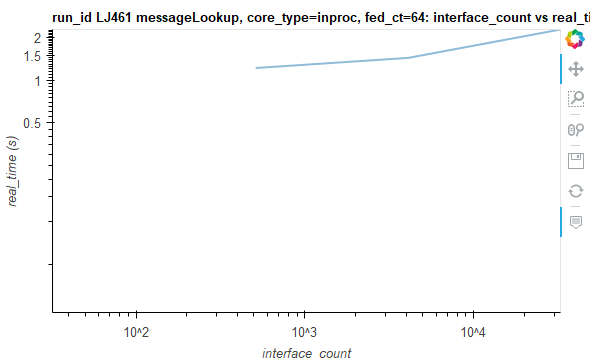 run_id LJ461 messageLookup, core_type=inproc, fed_ct=64: interface_count vs real_ti
2
1.5
1
0.5
real_time (s)
10^2
10^3
10^4
interface_count